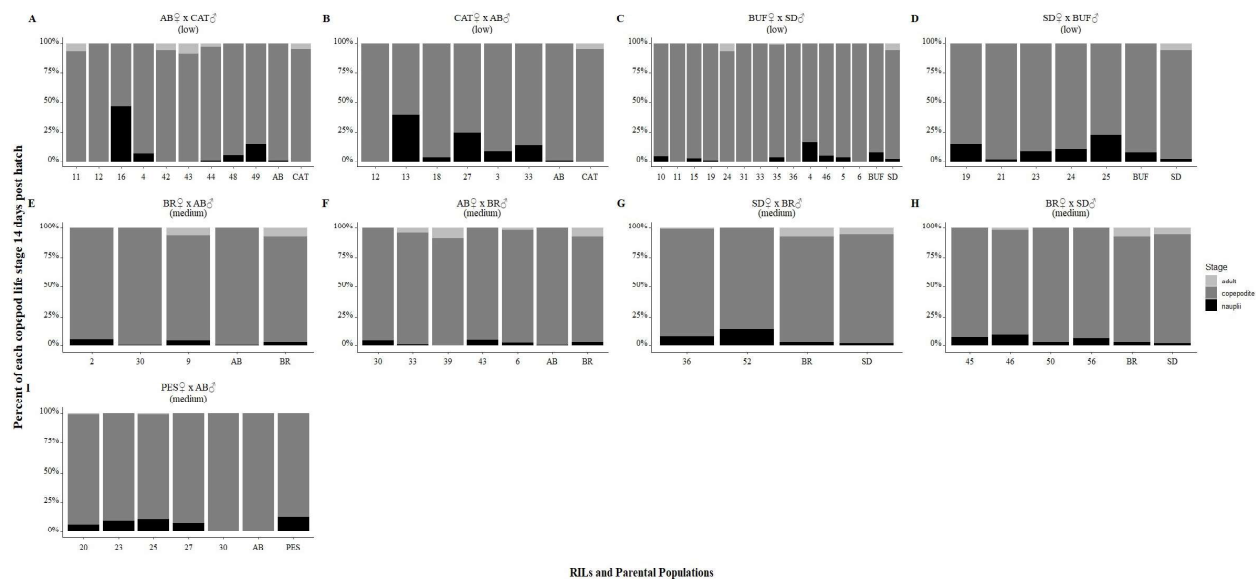 Percent of each copepod life stage 14 days post hatch
A
AB♀ x CAT♂
(low)
100%
75%
50%
25%
0%
11 12 16 4 42 43 44 48 49 AB CAT
B
CAT♀ x AB♂
(low)
100%
75%
50%
25%
0%
12 13 18 27 3 33 AB CAT
C
BUF♀ x SD♂
(low)
100%
75%
50%
25%
0%
10 11 15 19 24 31 33 35 36 4 46 5 6 BUF SD
D
SD♀ x BUF♂
(low)
100%
75%
50%
25%
0%
19 21 23 24 25 BUF SD
E
BR♀ x AB♂
(medium)
100%
75%
50%
25%
0%
2 30 9 AB BR
F
AB♀ x BR♂
(medium)
100%
75%
50%
25%
0%
30 33 39 43 6 AB BR
G
SD♀ x BR♂
(medium)
100%
75%
50%
25%
0%
36 52 BR SD
H
BR♀ x SD♂
(medium)
100%
75%
50%
25%
0%
45 46 50 56 BR SD
Stage
adult
copepodite
nauplii
I
PES♀ x AB♂
(medium)
100%
75%
50%
25%
0%
20 23 25 27 30 AB PES
RILs and Parental Populations